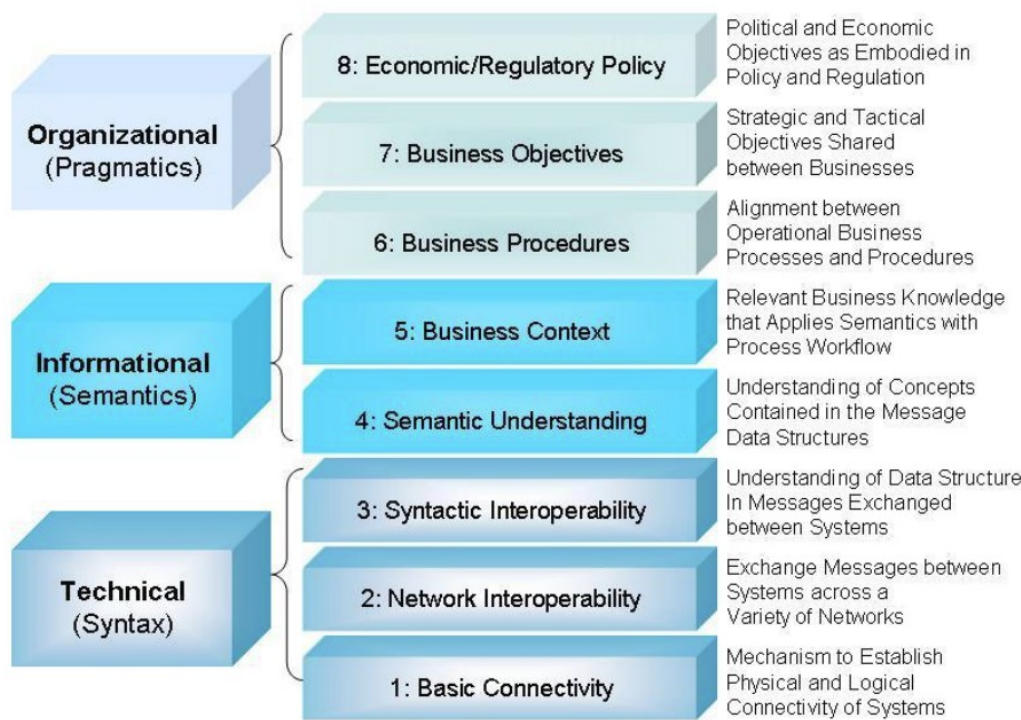 Organizational
(Pragmatics)
8: Economic/Regulatory Policy
Political and Economic
Objectives as Embodied in
Policy and Regulation
7: Business Objectives
Strategic and Tactical
Objectives Shared
between Businesses
6: Business Procedures
Alignment between
Operational Business
Processes and Procedures
Informational
(Semantics)
5: Business Context
Relevant Business Knowledge
that Applies Semantics with
Process Workflow
4: Semantic Understanding
Understanding of Concepts
Contained in the Message
Data Structures
Technical
(Syntax)
3: Syntactic Interoperability
Understanding of Data Structure
In Messages Exchanged
between Systems
2: Network Interoperability
Exchange Messages between
Systems across a
Variety of Networks
1: Basic Connectivity
Mechanism to Establish
Physical and Logical
Connectivity of Systems